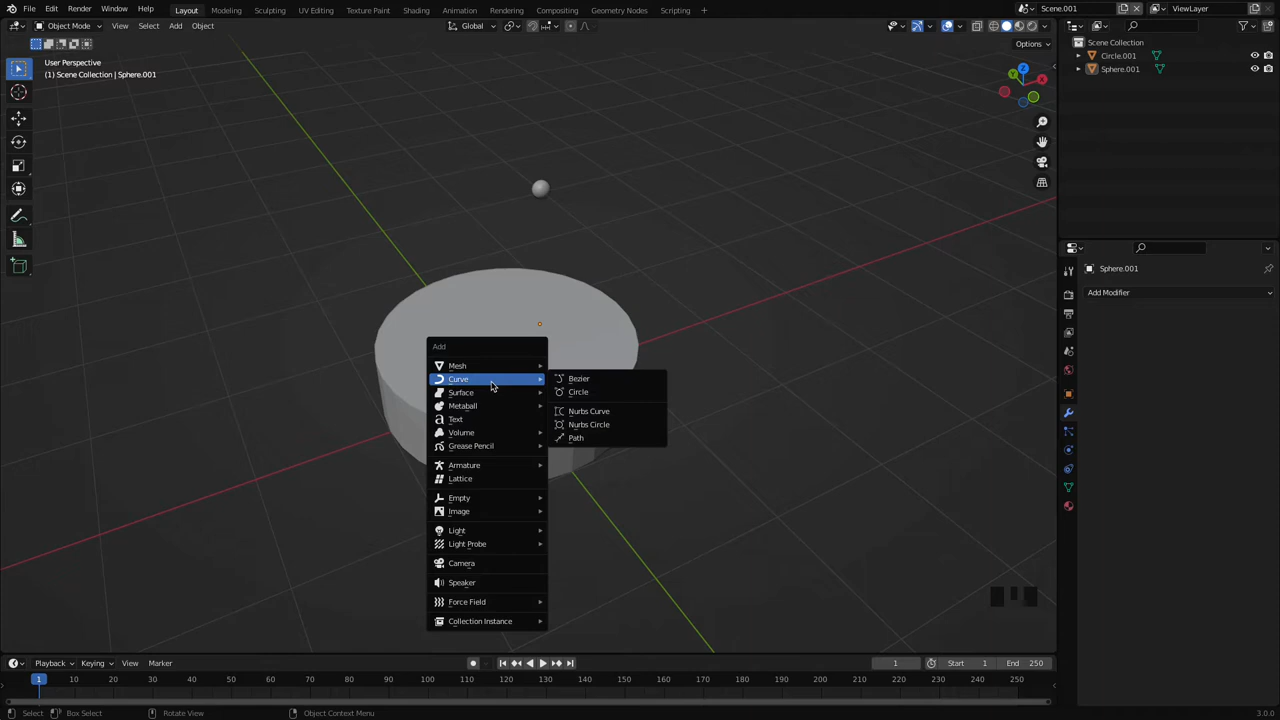 File Edit Render Window Help Layout Modeling Sculpting UV Editing Texture Paint Shading Animation Rendering Compositing Geometry Nodes Scripting + Scene.001 ViewLayer
Object Mode View Select Add Object Global
Options
User Perspective
(1) Scene Collection | Sphere.001
Scene Collection
Circle.001
Sphere.001
Z
Y
X
Add
Mesh
Curve
Surface
Metaball
Text
Volume
Grease Pencil
Armature
Lattice
Empty
Image
Light
Light Probe
Camera
Speaker
Force Field
Collection Instance
Bezier
Circle
Nurbs Curve
Nurbs Circle
Path
Sphere.001
Add Modifier
Playback Keying View Marker 1 Start 1 End 250
1 10 20 30 40 50 60 70 80 90 100 110 120 130 140 150 160 170 180 190 200 210 220 230 240 250
Select Box Select Rotate View Object Context Menu 3.0.0